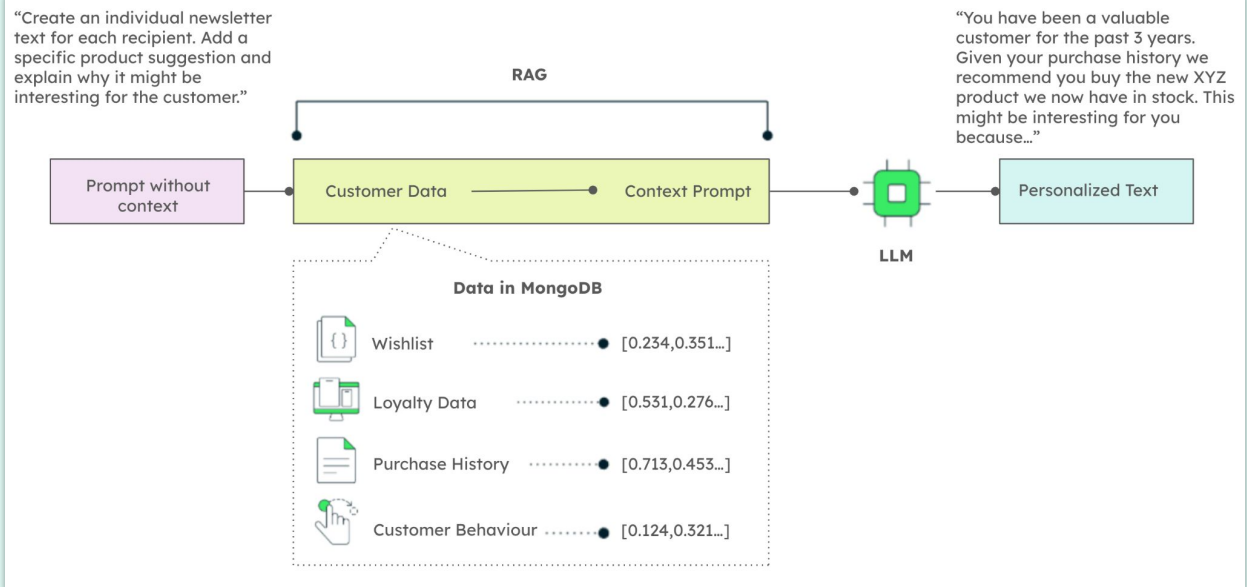 “Create an individual newsletter
text for each recipient. Add a
specific product suggestion and
explain why it might be
interesting for the customer.”
RAG
“You have been a valuable
customer for the past 3 years.
Given your purchase history we
recommend you buy the new XYZ
product we now have in stock. This
might be interesting for you
because…”
Prompt without
context
Customer Data
Context Prompt
LLM
Personalized Text
Data in MongoDB
{ }
Wishlist [0.234,0.351…]
Loyalty Data [0.531,0.276…]
Purchase History [0.713,0.453…]
Customer Behaviour [0.124,0.321…]